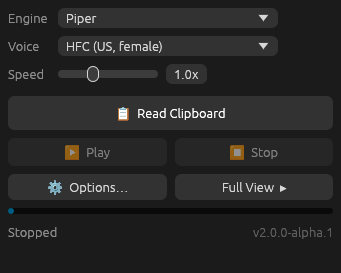 Engine Piper
Voice HFC (US, female)
Speed 1.0x
Read Clipboard
Play Stop
Options... Full View ▸
Stopped v2.0.0-alpha.1